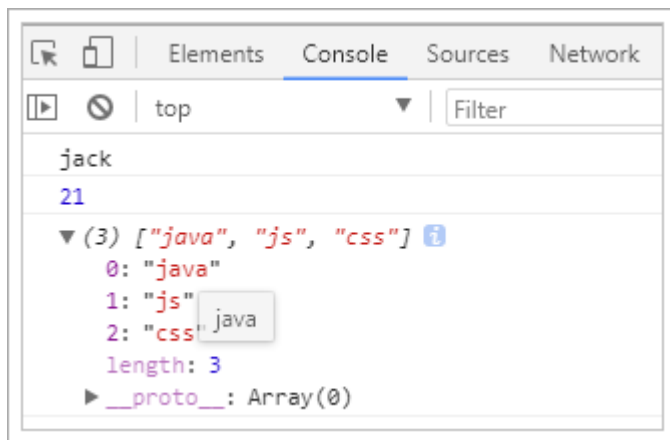 Elements Console Sources Network
top Filter
jack
21
(3) ["java", "js", "css"] i
0: "java"
1: "js"
java
2: "css"
length: 3
__proto__: Array(0)